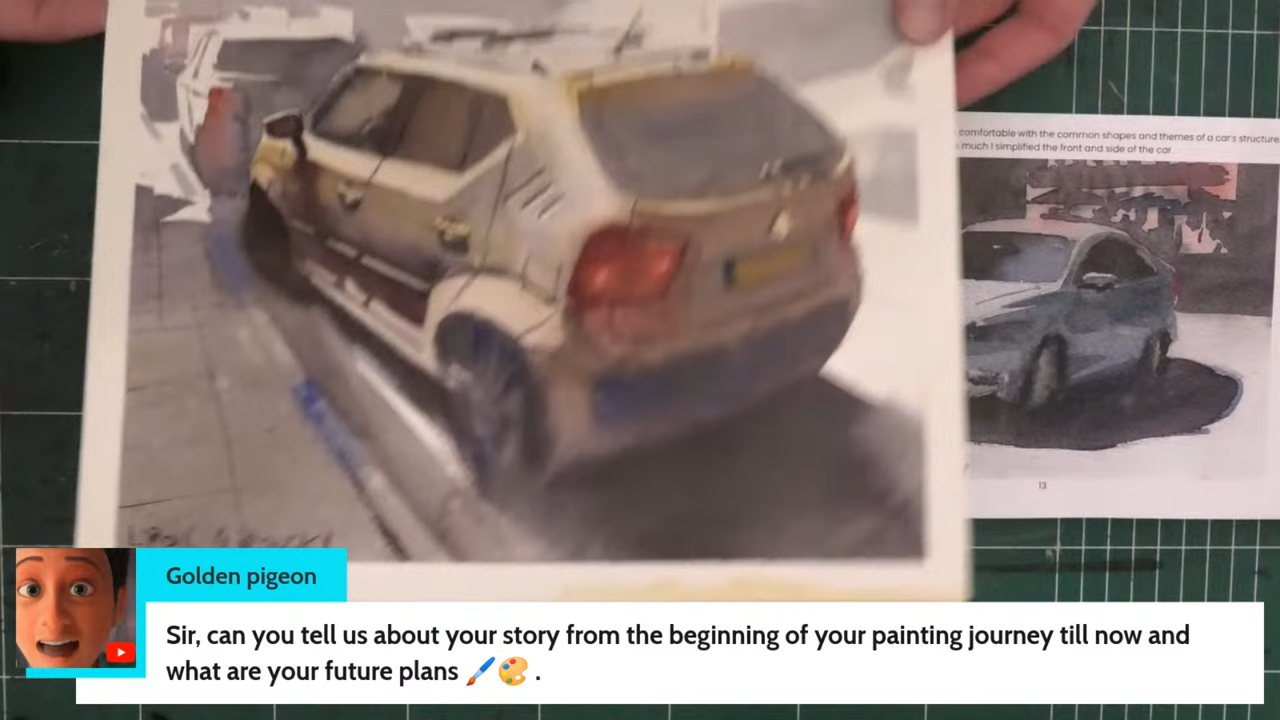 comfortable with the common shapes and themes of a car's structure
much I simplified the front and side of the car.
13
Golden pigeon
Sir, can you tell us about your story from the beginning of your painting journey till now and
what are your future plans 🖌️🎨 .